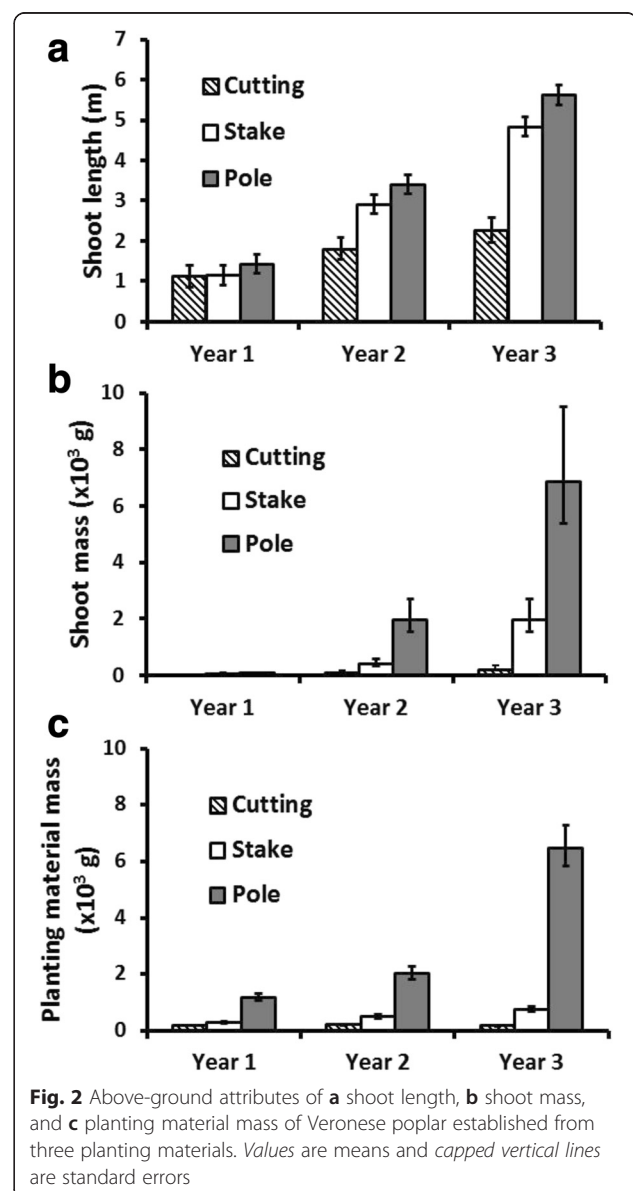 a
7
6
5
4
3
2
1
0
Shoot length (m)
Cutting
Stake
Pole
Year 1 Year 2 Year 3
b
10
8
6
4
2
0
Shoot mass (x10³ g)
Cutting
Stake
Pole
Year 1 Year 2 Year 3
c
10
8
6
4
2
0
Planting material mass
(x10³ g)
Cutting
Stake
Pole
Year 1 Year 2 Year 3
Fig. 2 Above-ground attributes of a shoot length, b shoot mass,
and c planting material mass of Veronese poplar established from
three planting materials. Values are means and capped vertical lines
are standard errors